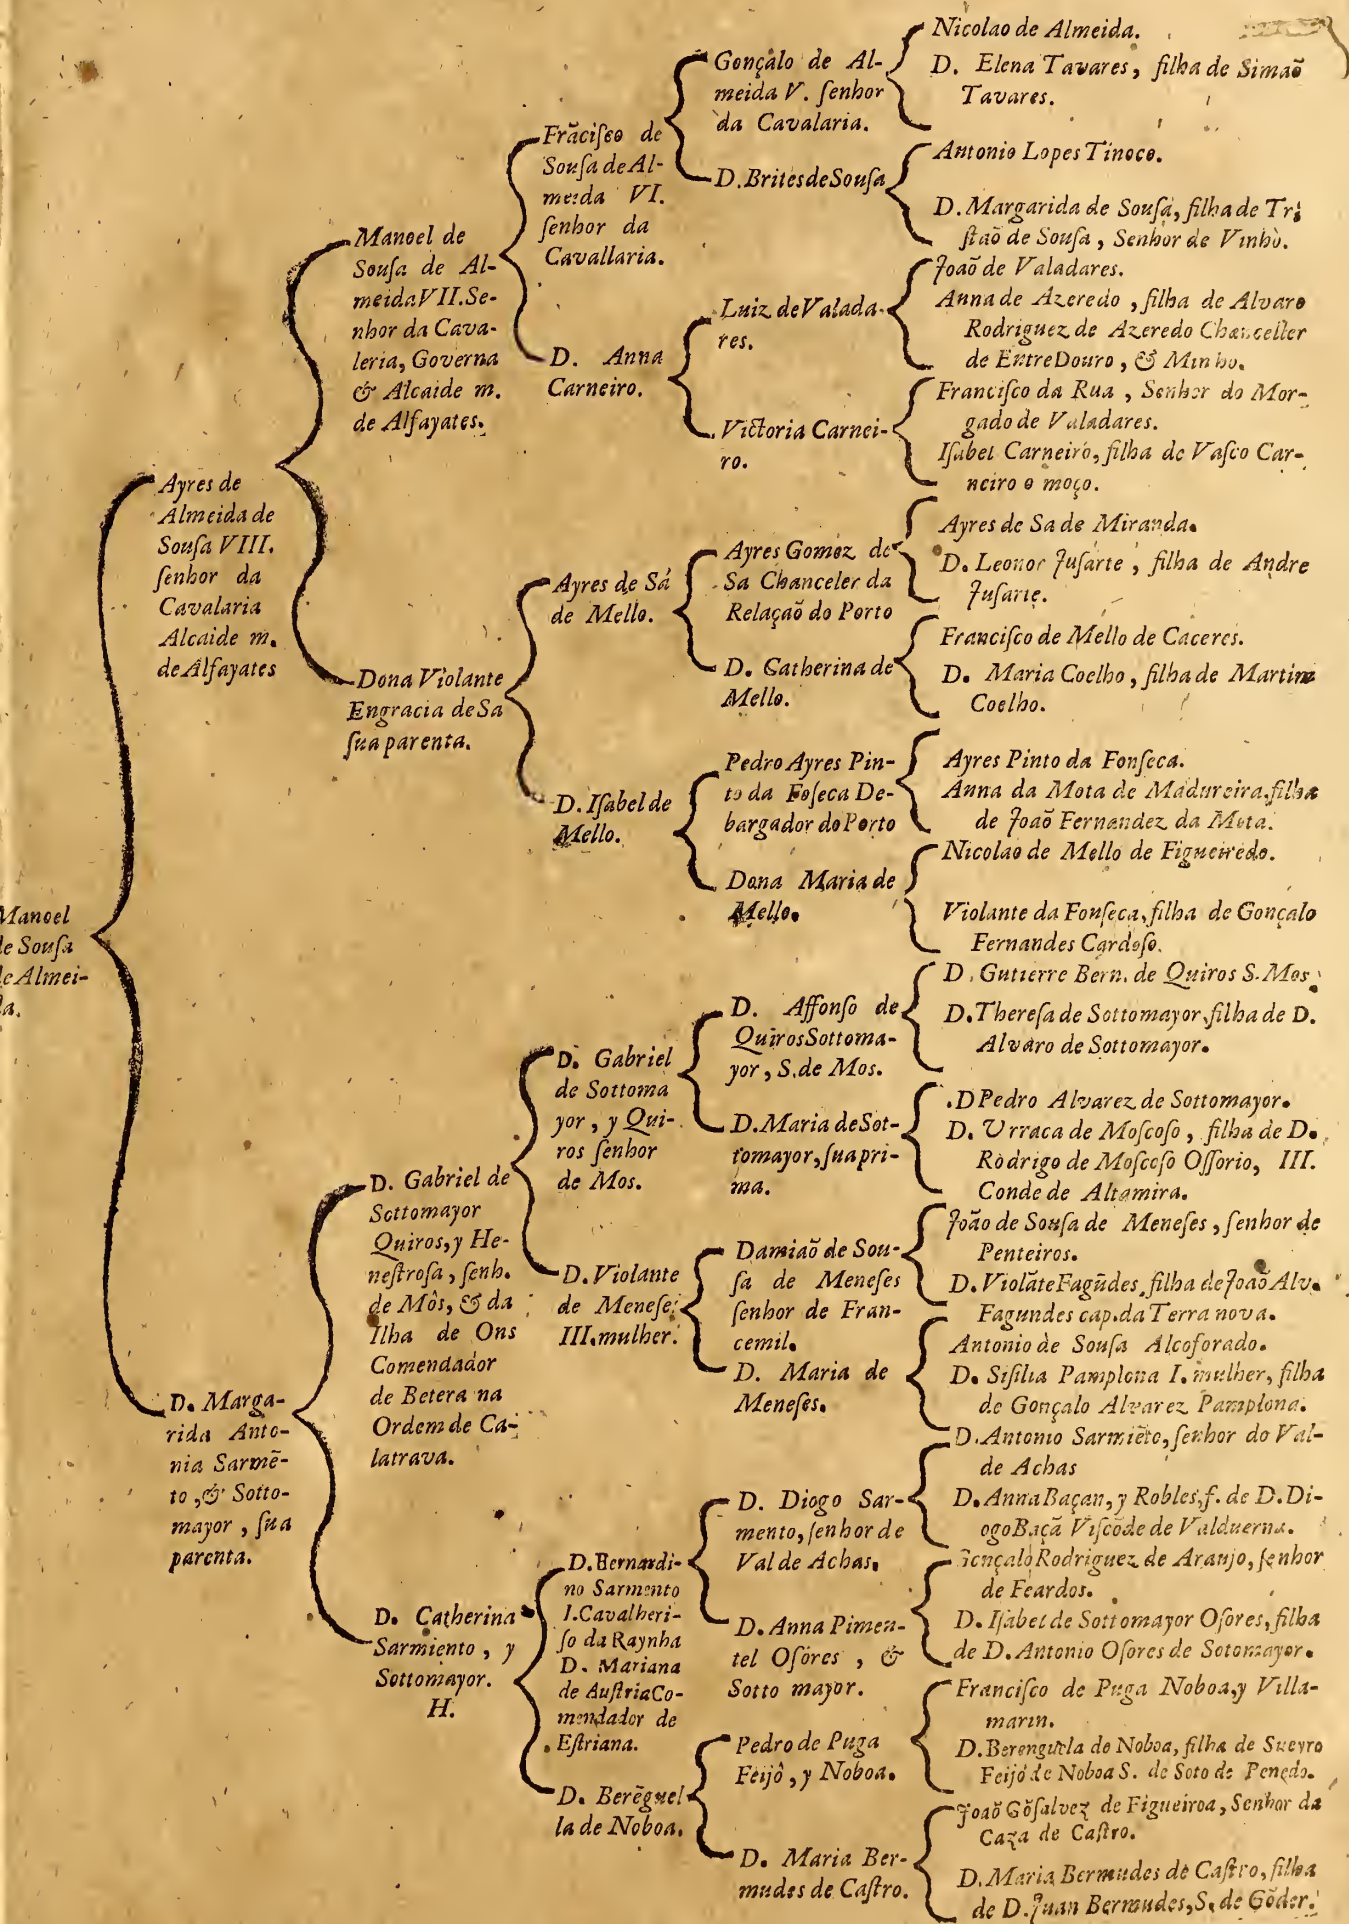 Manoel
de Sousa
de Almei-
da.
Ayres de
Almeida de
Souſa VIII.
ſenhor da
Cavalaria
Alcaide m.
de Alfayates
D. Marga-
rida Anto-
nia Sarmẽ-
to, & Sotto-
mayor, ſua
parenta.
Manoel de
Souſa de Al-
meida VII. Se-
nhor da Cava-
leria, Governa
& Alcaide m.
de Alfayates.
Dona Violante
Engracia de Sa
ſua parenta.
D. Gabriel de
Sottomayor
Quiros, y He-
neſtroſa, ſenh.
de Môs, & da
Ilha de Ons
Comendador
de Betera na
Ordem de Ca-
latrava.
D. Catherina
Sarmiento, y
Sottomayor.
H.
Frãciſco de
Souſa de Al-
meida VI.
ſenhor da
Cavallaria.
D. Anna
Carneiro.
Ayres de Sá
de Mello.
D. Iſabel de
Mello.
D. Gabriel
de Sottoma
yor, y Qui-
ros ſenhor
de Mos.
D. Violante
de Meneſe.
III. mulher.
D. Bernardi-
no Sarmento
I. Cavalheri-
ſo da Raynha
D. Mariana
de Auſtria Co-
mendador de
Eſtriana.
D. Berẽguel
la de Noboa.
Gonçalo de Al-
meida V. ſenhor
da Cavalaria.
D. Brites de Souſa
Luiz de Valada-
res.
Victoria Carnei-
ro.
Ayres Gomez de
Sa Chanceler da
Relaçaõ do Porto
D. Catherina de
Mello.
Pedro Ayres Pin-
to da Foſeca De-
bargador do Porto
Dona Maria de
Mello.
D. Affonſo de
Quiros Sottoma-
yor, S. de Mos.
D. Maria de Sot-
tomayor, ſua pri-
ma.
Damiaõ de Sou-
ſa de Meneſes
ſenhor de Fran-
cemil.
D. Maria de
Meneſes.
D. Diogo Sar-
mento, ſenhor de
Val de Achas.
D. Anna Pimen-
tel Oſóres, &
Sotto mayor.
Pedro de Puga
Feijô, y Noboa.
D. Maria Ber-
mudes de Caſtro.
Nicolao de Almeida.
D. Elena Tavares, filha de Simaõ
Tavares.
Antonio Lopes Tinoco.
D. Margarida de Souſa, filha de Tri
ſtaõ de Souſa, Senhor de Vinhò.
Joaõ de Valadares.
Anna de Azeredo, filha de Alvaro
Rodriguez de Azeredo Chanceller
de Entre Douro, & Minho.
Franciſco da Rua, Senhor do Mor-
gado de Valadares.
Iſabel Carneiro, filha de Vaſco Car-
neiro o moço.
Ayres de Sa de Miranda.
D. Leonor Juſarte, filha de Andre
Juſarte.
Franciſco de Mello de Caceres.
D. Maria Coelho, filha de Martim
Coelho.
Ayres Pinto da Fonſeca.
Anna da Mota de Madureira, filha
de Joaõ Fernandez da Mota.
Nicolao de Mello de Figueiredo.
Violante da Fonſeca, filha de Gonçalo
Fernandes Cardoſo.
D. Gutierre Bern. de Quiros S. Mos.
D. Thereſa de Sottomayor, filha de D.
Alvaro de Sottomayor.
D Pedro Alvarez de Sottomayor.
D. Urraca de Moſcoſo, filha de D.
Rodrigo de Moſcoſo Oſſorio, III.
Conde de Altamira.
João de Souſa de Meneſes, ſenhor de
Penteiros.
D. Violãte Fagũdes, filha de Joaõ Alv.
Fagundes cap. da Terra nova.
Antonio de Souſa Alcoforado.
D. Siſilia Pamplona I. mulher, filha
de Gonçalo Alvarez Pamplona.
D. Antonio Sarmiẽto, ſenhor do Val-
de Achas
D. Anna Baçan, y Robles, f. de D. Di-
ogo Baçã Viſcõde de Valduerna.
Gonçalo Rodriguez de Araujo, ſenhor
de Feardos.
D. Iſabel de Sottomayor Oſores, filha
de D. Antonio Oſores de Sotomayor.
Franciſco de Puga Noboa, y Villa-
marin.
D. Berenguela de Noboa, filha de Sueyro
Feijó de Noboa S. de Soto de Penedo.
Joaõ Gõſalvez de Figueiroa, Senhor da
Caza de Caſtro.
D. Maria Bermudes de Caſtro, filha
de D. Juan Bermudes, S. de Gõder.